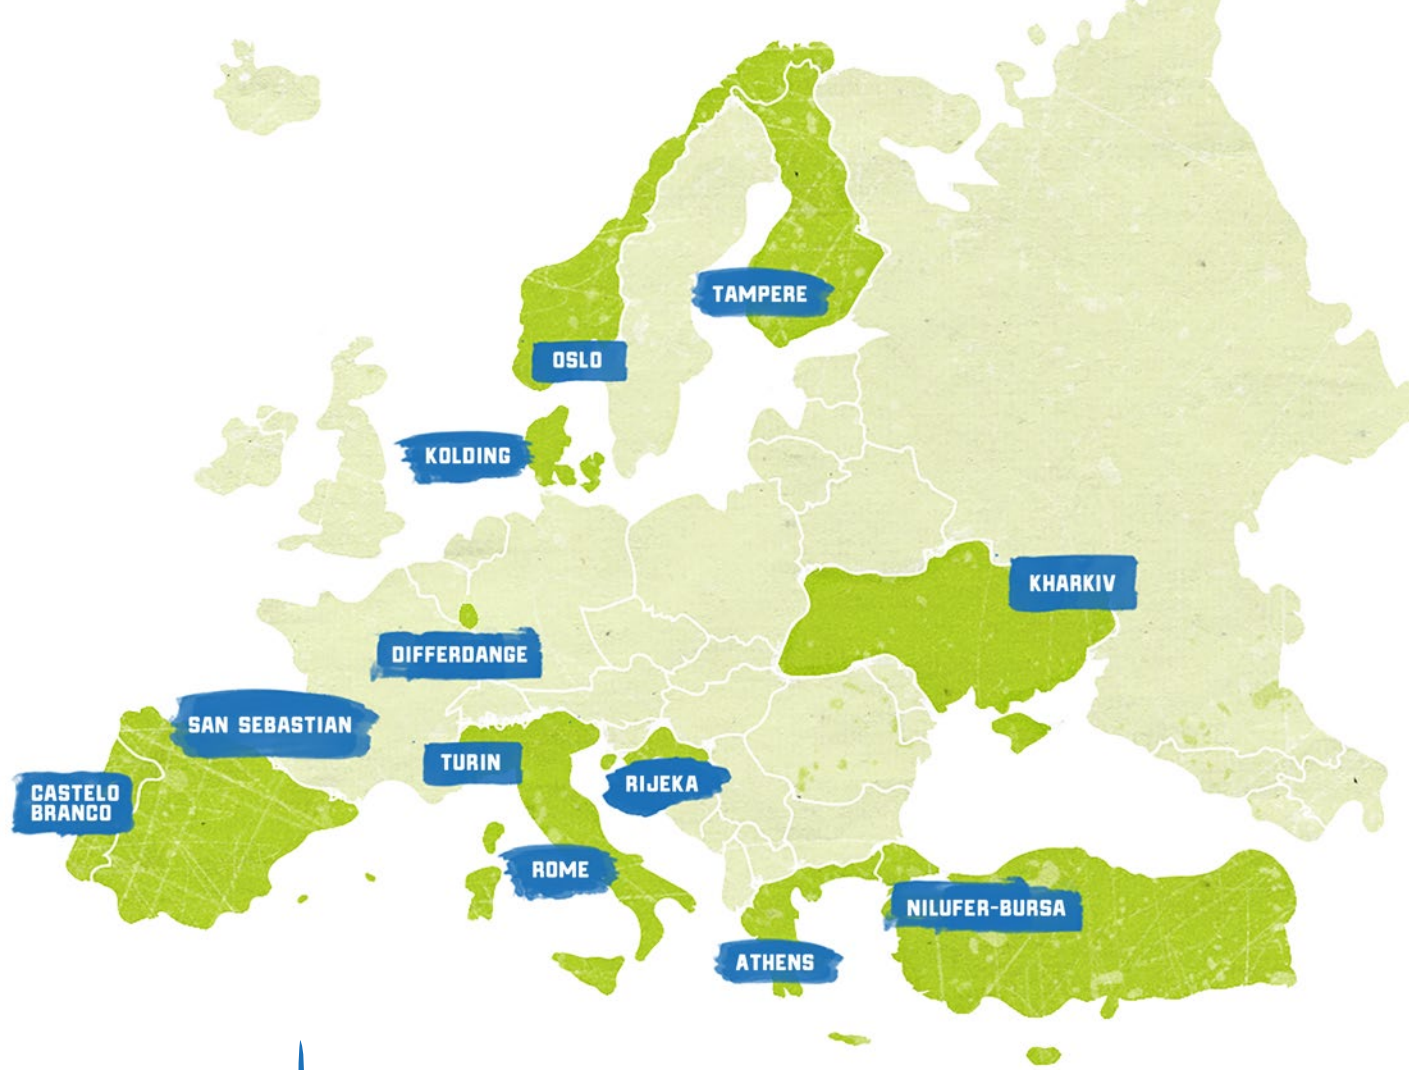 TAMPERE
OSLO
KOLDING
KHARKIV
DIFFERDANGE
SAN SEBASTIAN
TURIN
RIJEKA
CASTELO
BRANCO
ROME
NILUFER-BURSA
ATHENS